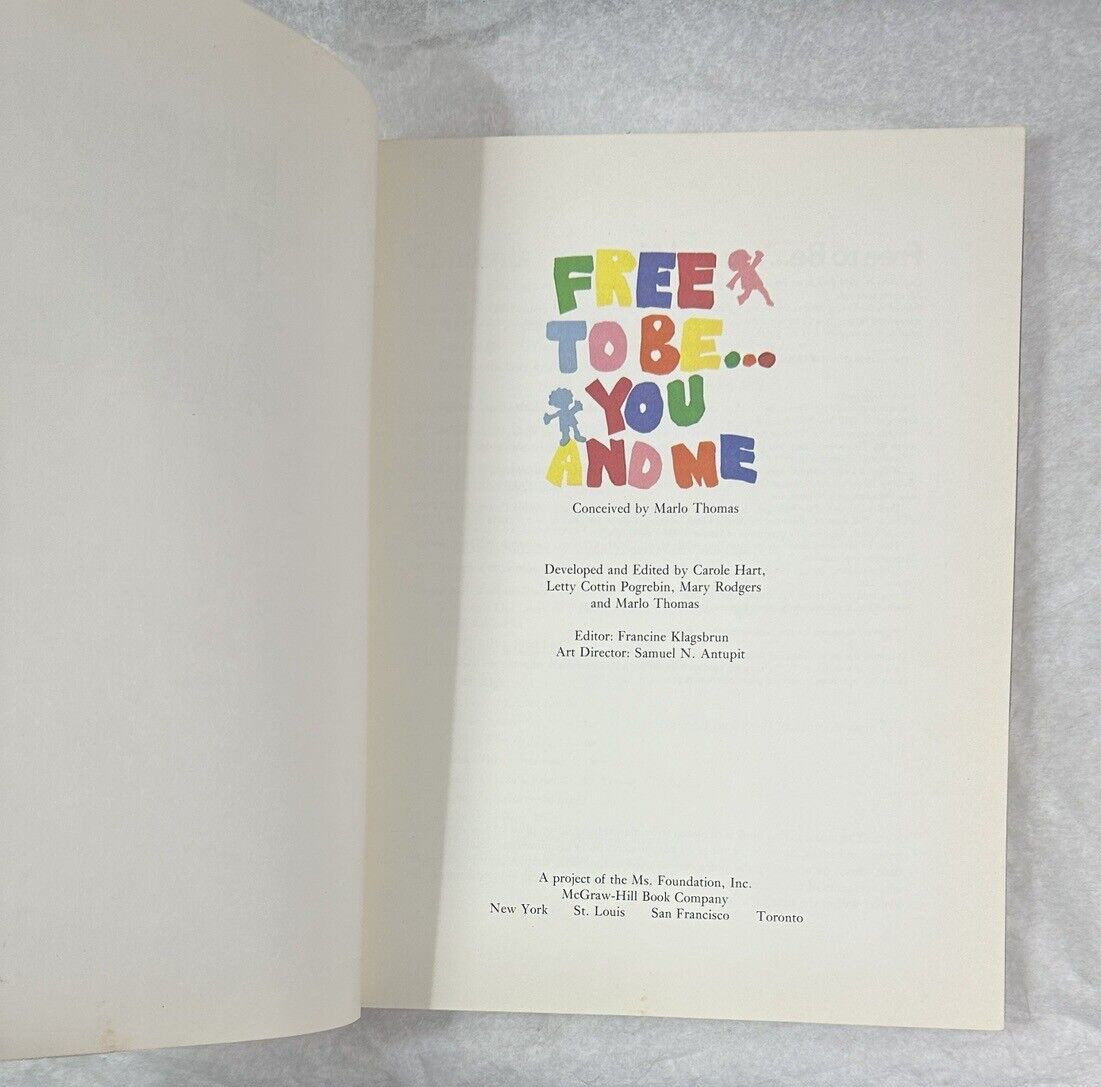 FREE
TO BE...
YOU
AND ME
Conceived by Marlo Thomas
Developed and Edited by Carole Hart,
Letty Cottin Pogrebin, Mary Rodgers
and Marlo Thomas
Editor: Francine Klagsbrun
Art Director: Samuel N. Antupit
A project of the Ms. Foundation, Inc.
McGraw-Hill Book Company
New York St. Louis San Francisco Toronto